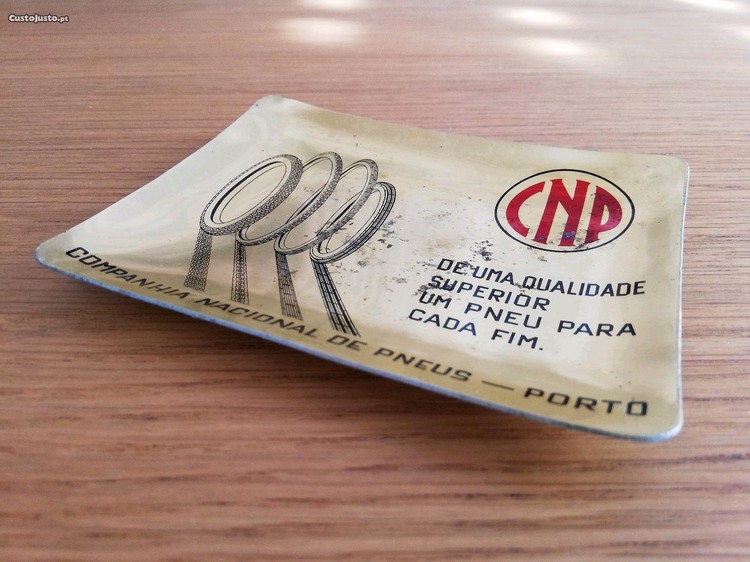 CustoJusto.pt
CNP
DE UMA QUALIDADE
SUPERIOR
UM PNEU PARA
CADA FIM.
COMPANHIA NACIONAL DE PNEUS — PORTO